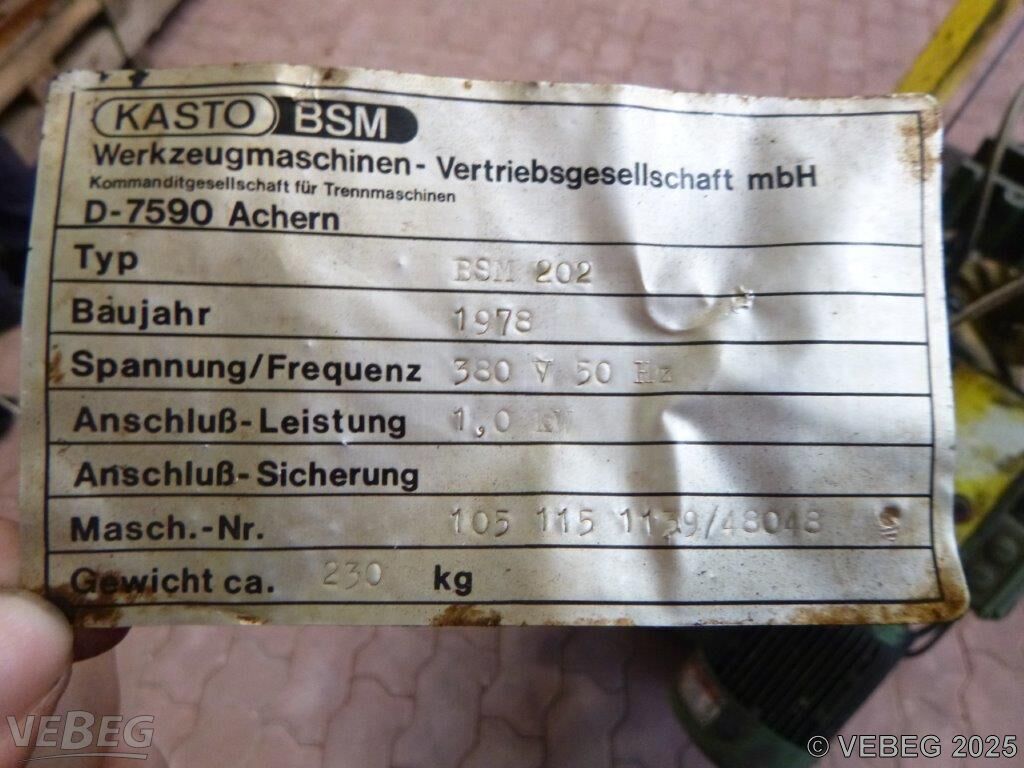 KASTO BSM
Werkzeugmaschinen- Vertriebsgesellschaft mbH
Kommanditgesellschaft für Trennmaschinen
D-7590 Achern
Typ BSM 202
Baujahr 1978
Spannung/Frequenz 380 V 50 Hz
Anschluß-Leistung 1,0 kW
Anschluß-Sicherung
Masch.-Nr. 105 115 1139/48048
Gewicht ca. 230 kg
VEBEG
© VEBEG 2025